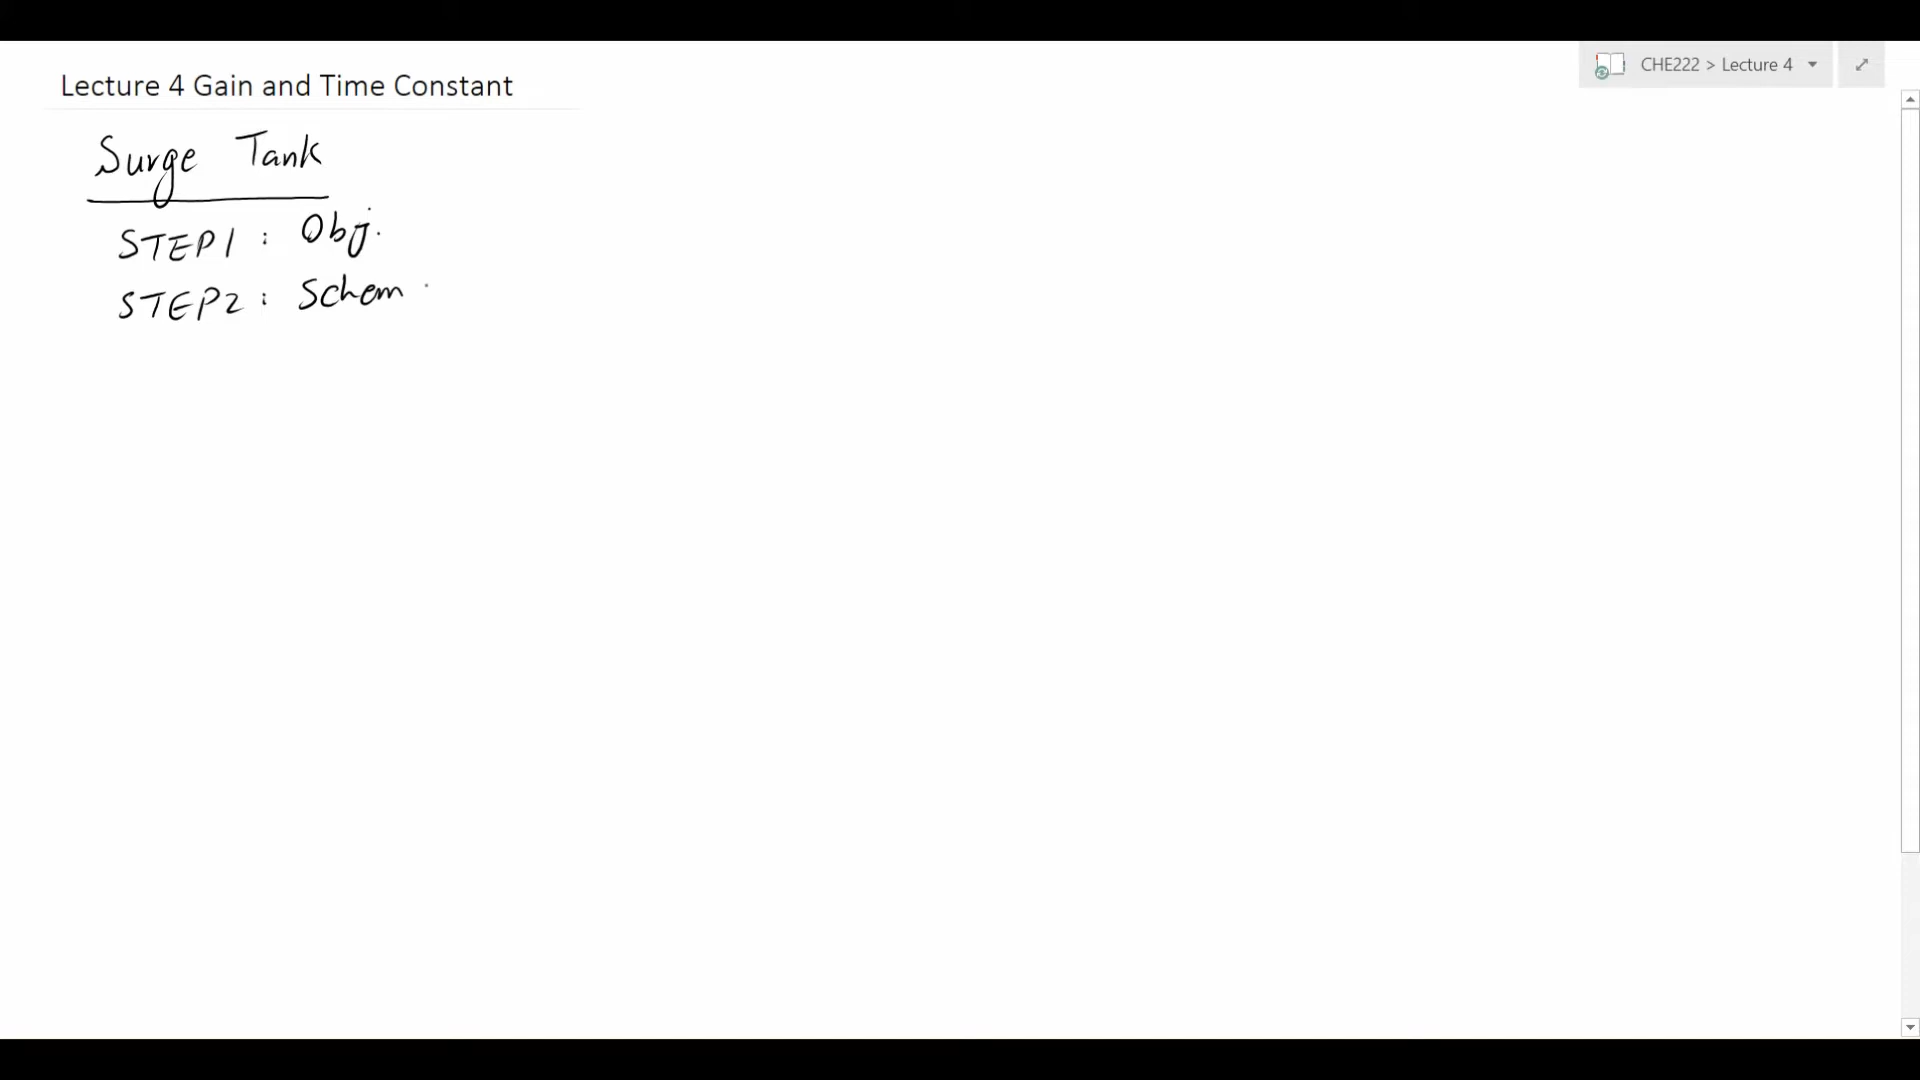 CHE222 > Lecture 4
Lecture 4 Gain and Time Constant
Surge Tank
STEP1 : Obj.
STEP2 : Schem